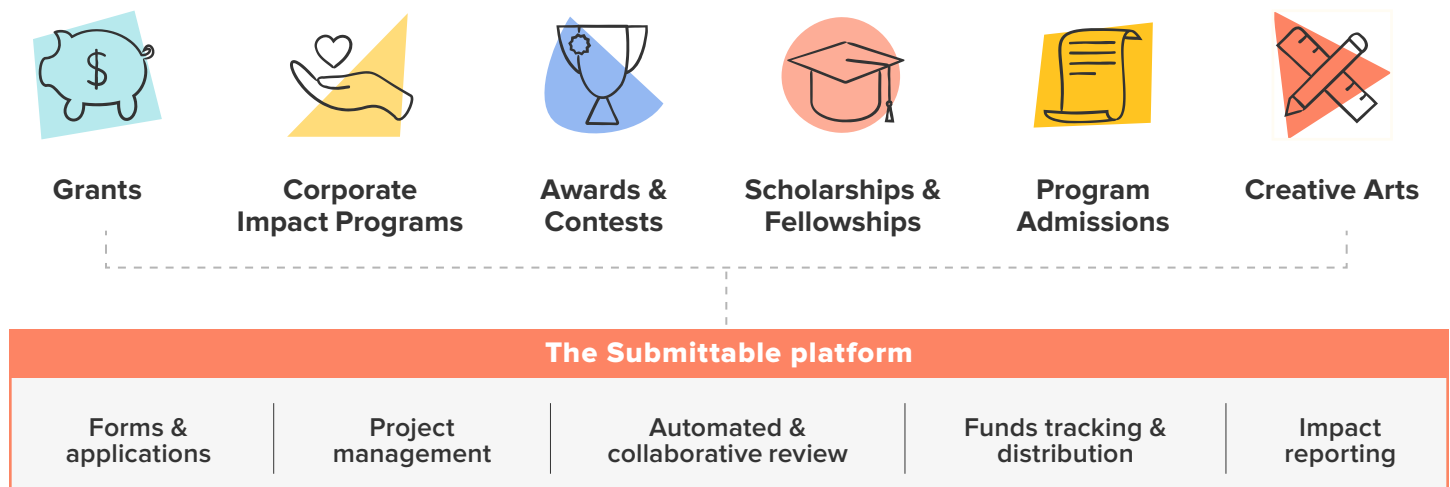 $
Grants
Corporate
Impact Programs
Awards &
Contests
Scholarships &
Fellowships
Program
Admissions
Creative Arts
The Submittable platform
Forms &
applications
Project
management
Automated &
collaborative review
Funds tracking &
distribution
Impact
reporting